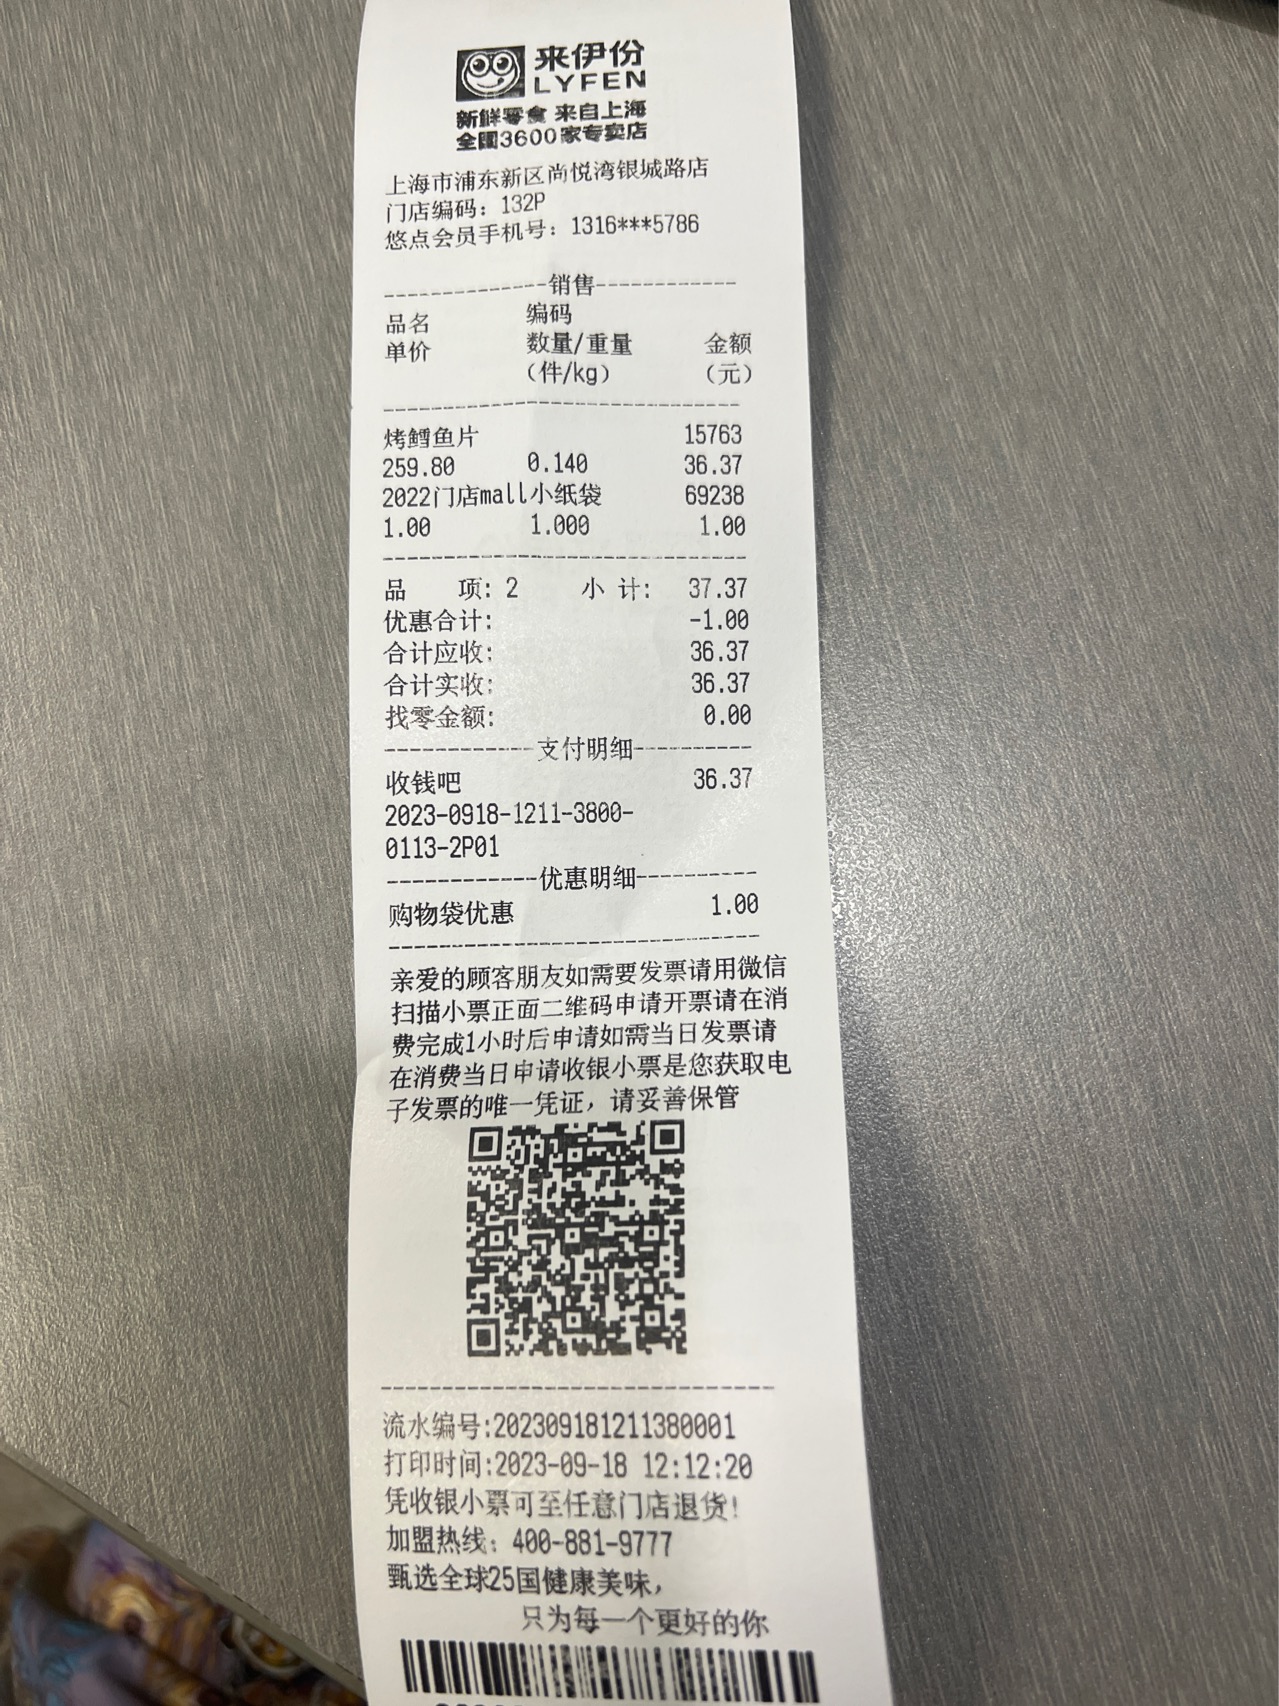 来伊份
LYFEN
新鲜零食 来自上海
全国3600家专卖店
上海市浦东新区尚悦湾银城路店
门店编码：132P
悠点会员手机号：1316***5786
-------------销售------------
品名 编码
单价 数量/重量 金额
（件/kg） （元）
烤鳕鱼片 15763
259.80 0.140 36.37
2022门店mall小纸袋 69238
1.00 1.000 1.00
品 项: 2 小 计: 37.37
优惠合计: -1.00
合计应收: 36.37
合计实收: 36.37
找零金额: 0.00
------------支付明细----------
收钱吧 36.37
2023-0918-1211-3800-
0113-2P01
------------优惠明细----------
购物袋优惠 1.00
亲爱的顾客朋友如需要发票请用微信
扫描小票正面二维码申请开票请在消
费完成1小时后申请如需当日发票请
在消费当日申请收银小票是您获取电
子发票的唯一凭证，请妥善保管
流水编号:202309181211380001
打印时间:2023-09-18 12:12:20
凭收银小票可至任意门店退货!
加盟热线：400-881-9777
甄选全球25国健康美味，
只为每一个更好的你